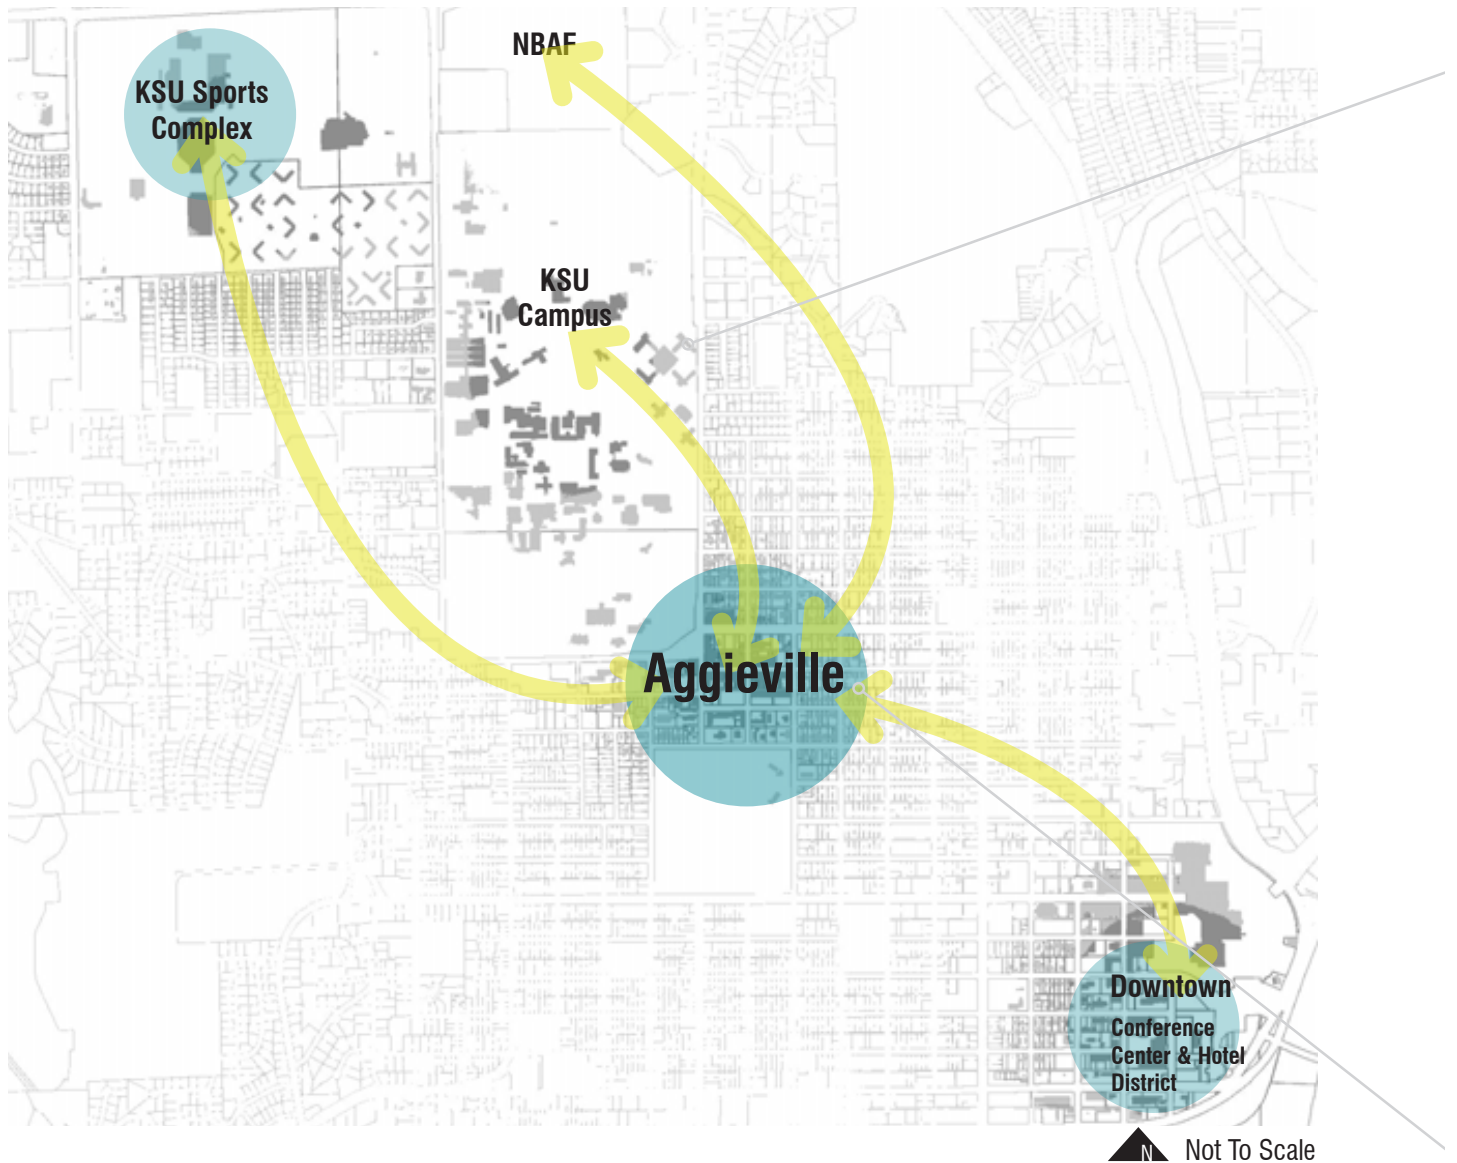 NBAF
KSU Sports
Complex
KSU
Campus
Aggieville
Downtown
Conference
Center & Hotel
District
N
Not To Scale